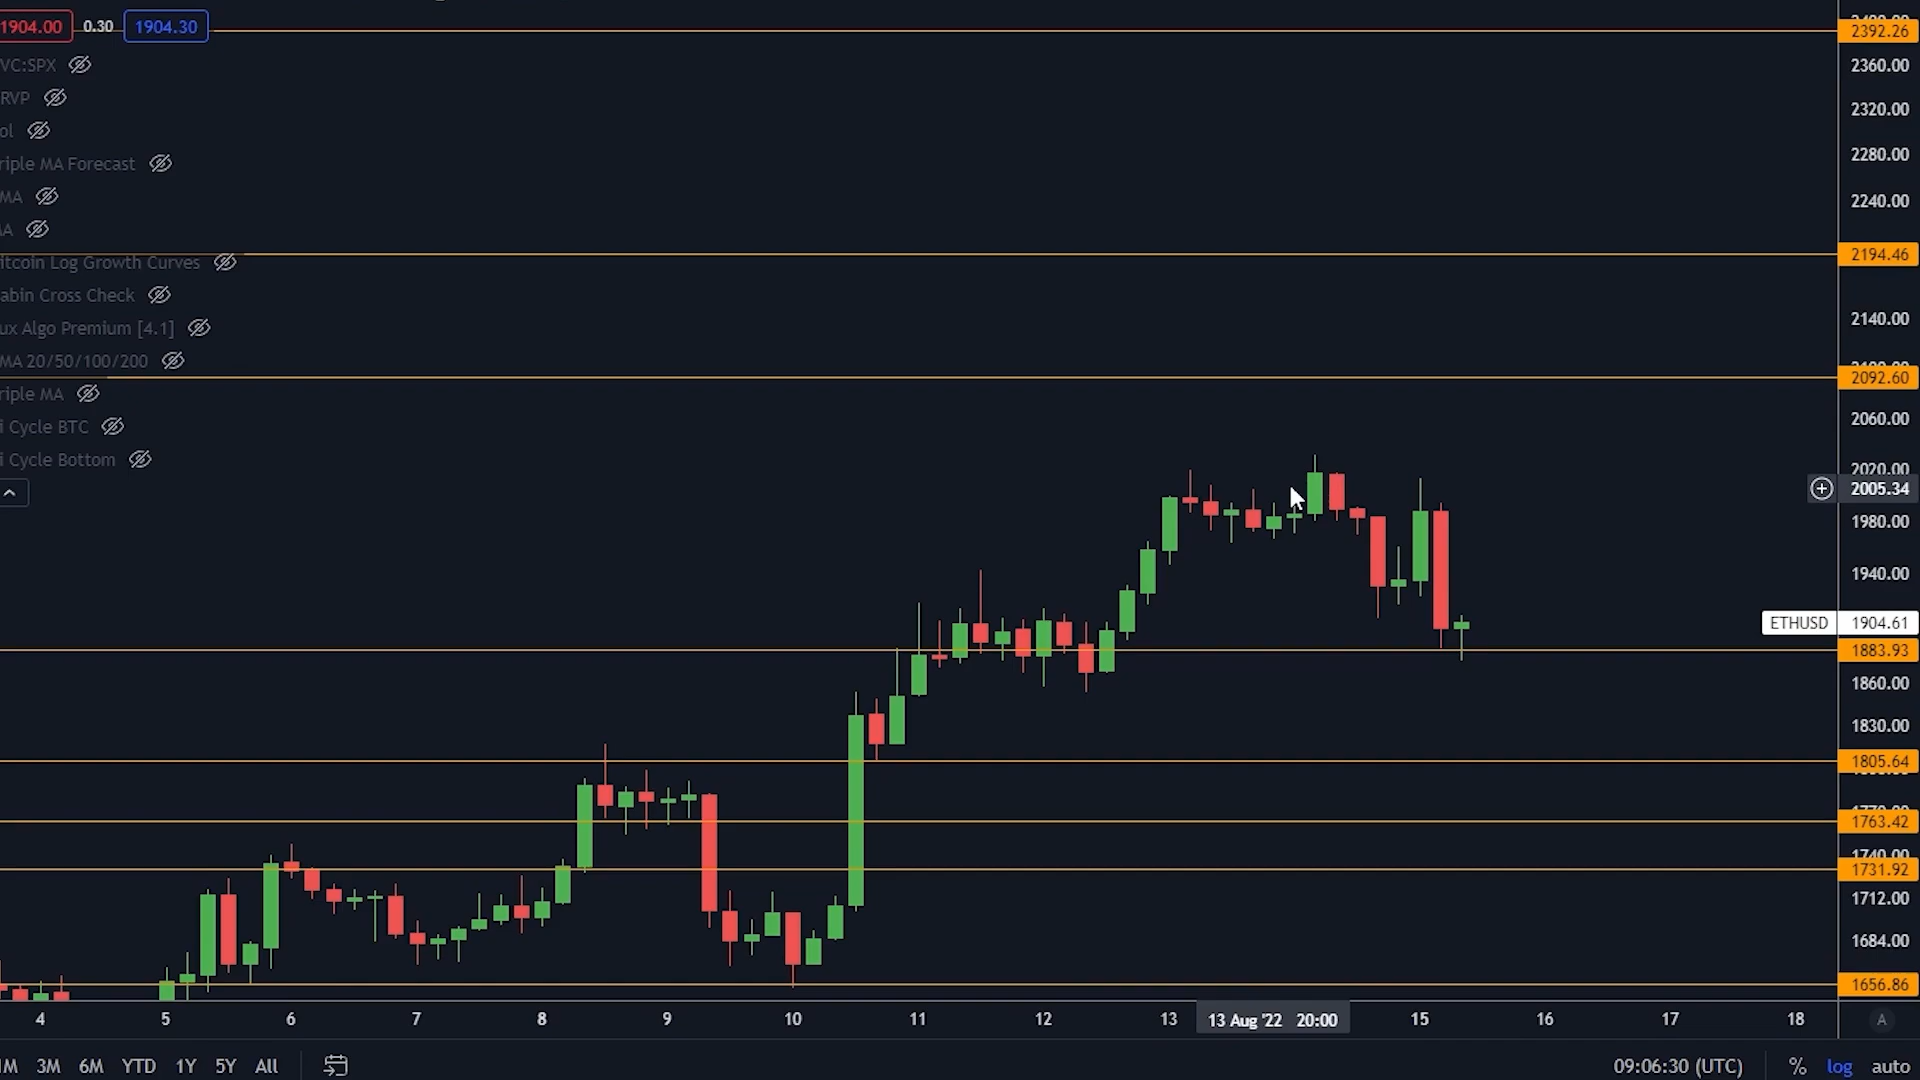 1904.00 0.30 1904.30
VC:SPX
RVP
ol
riple MA Forecast
MA
A
itcoin Log Growth Curves
abin Cross Check
ux Algo Premium [4.1]
MA 20/50/100/200
riple MA
i Cycle BTC
i Cycle Bottom
2392.26
2360.00
2320.00
2280.00
2240.00
2194.46
2140.00
2092.60
2060.00
2020.00
2005.34
1980.00
1940.00
ETHUSD 1904.61
1883.93
1860.00
1830.00
1805.64
1763.42
1740.00
1731.92
1712.00
1684.00
1656.86
4 5 6 7 8 9 10 11 12 13 13 Aug '22 20:00 15 16 17 18 A
1M 3M 6M YTD 1Y 5Y All 09:06:30 (UTC) % log auto